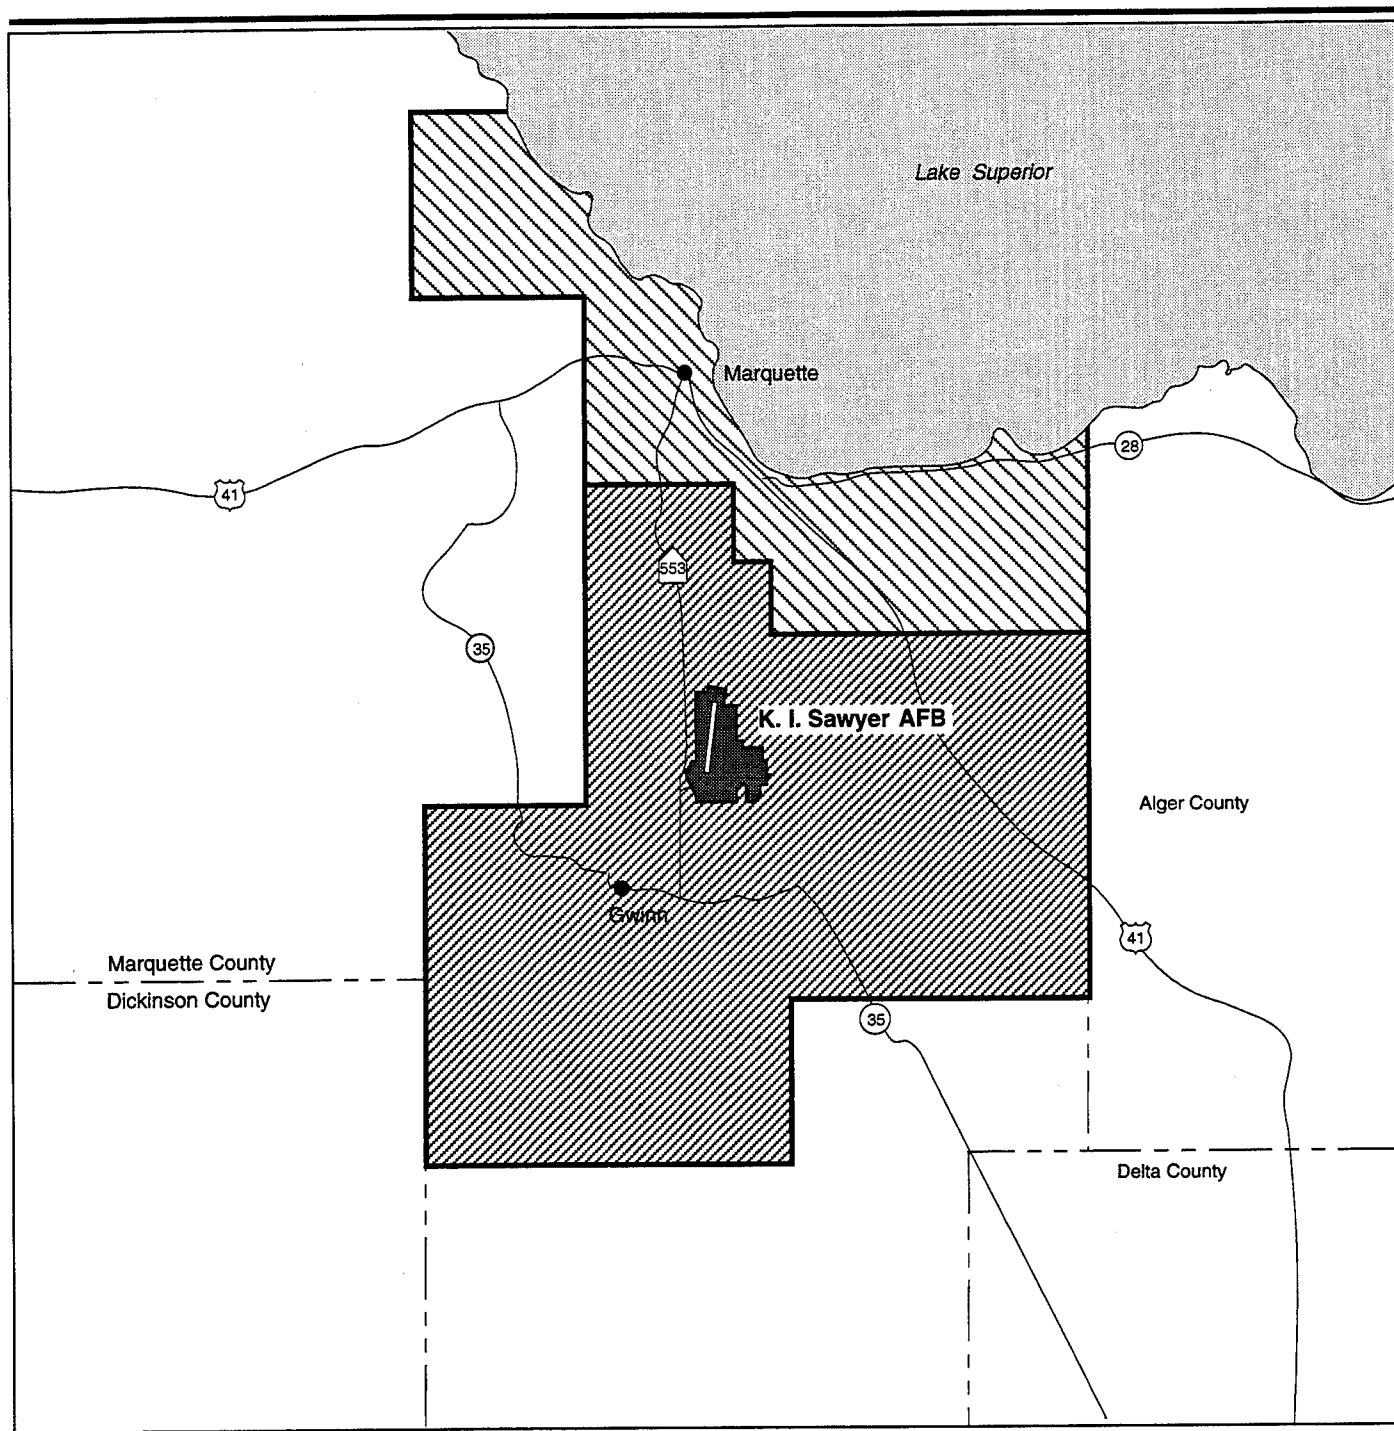 Lake Superior
Marquette
28
41
553
35
K. I. Sawyer AFB
Alger County
Gwinn
41
Marquette County
Dickinson County
35
Delta County